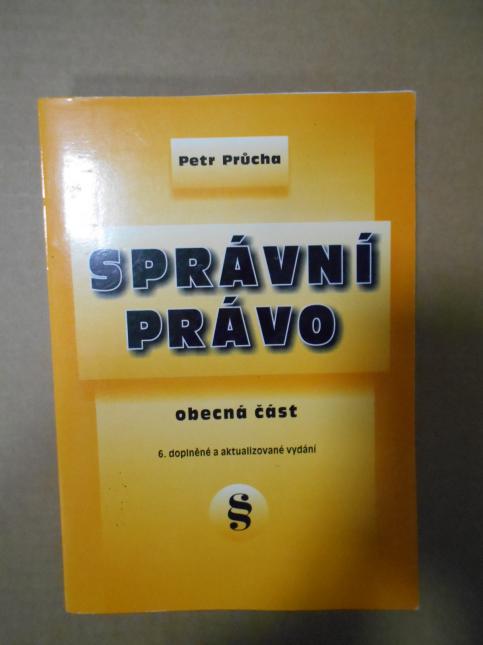 Petr Průcha
SPRÁVNÍ
PRÁVO
obecná část
6. doplněné a aktualizované vydání
§